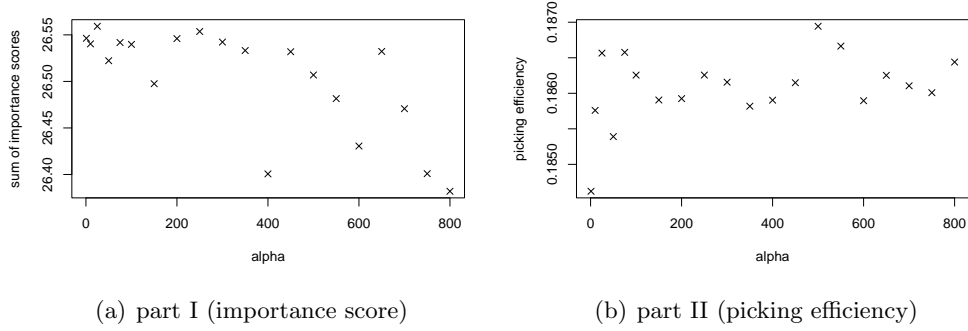 26.55
26.50
26.45
26.40
sum of importance scores
0 200 400 600 800
alpha
(a) part I (importance score)
0.1870
0.1860
0.1850
picking efficiency
0 200 400 600 800
alpha
(b) part II (picking efficiency)